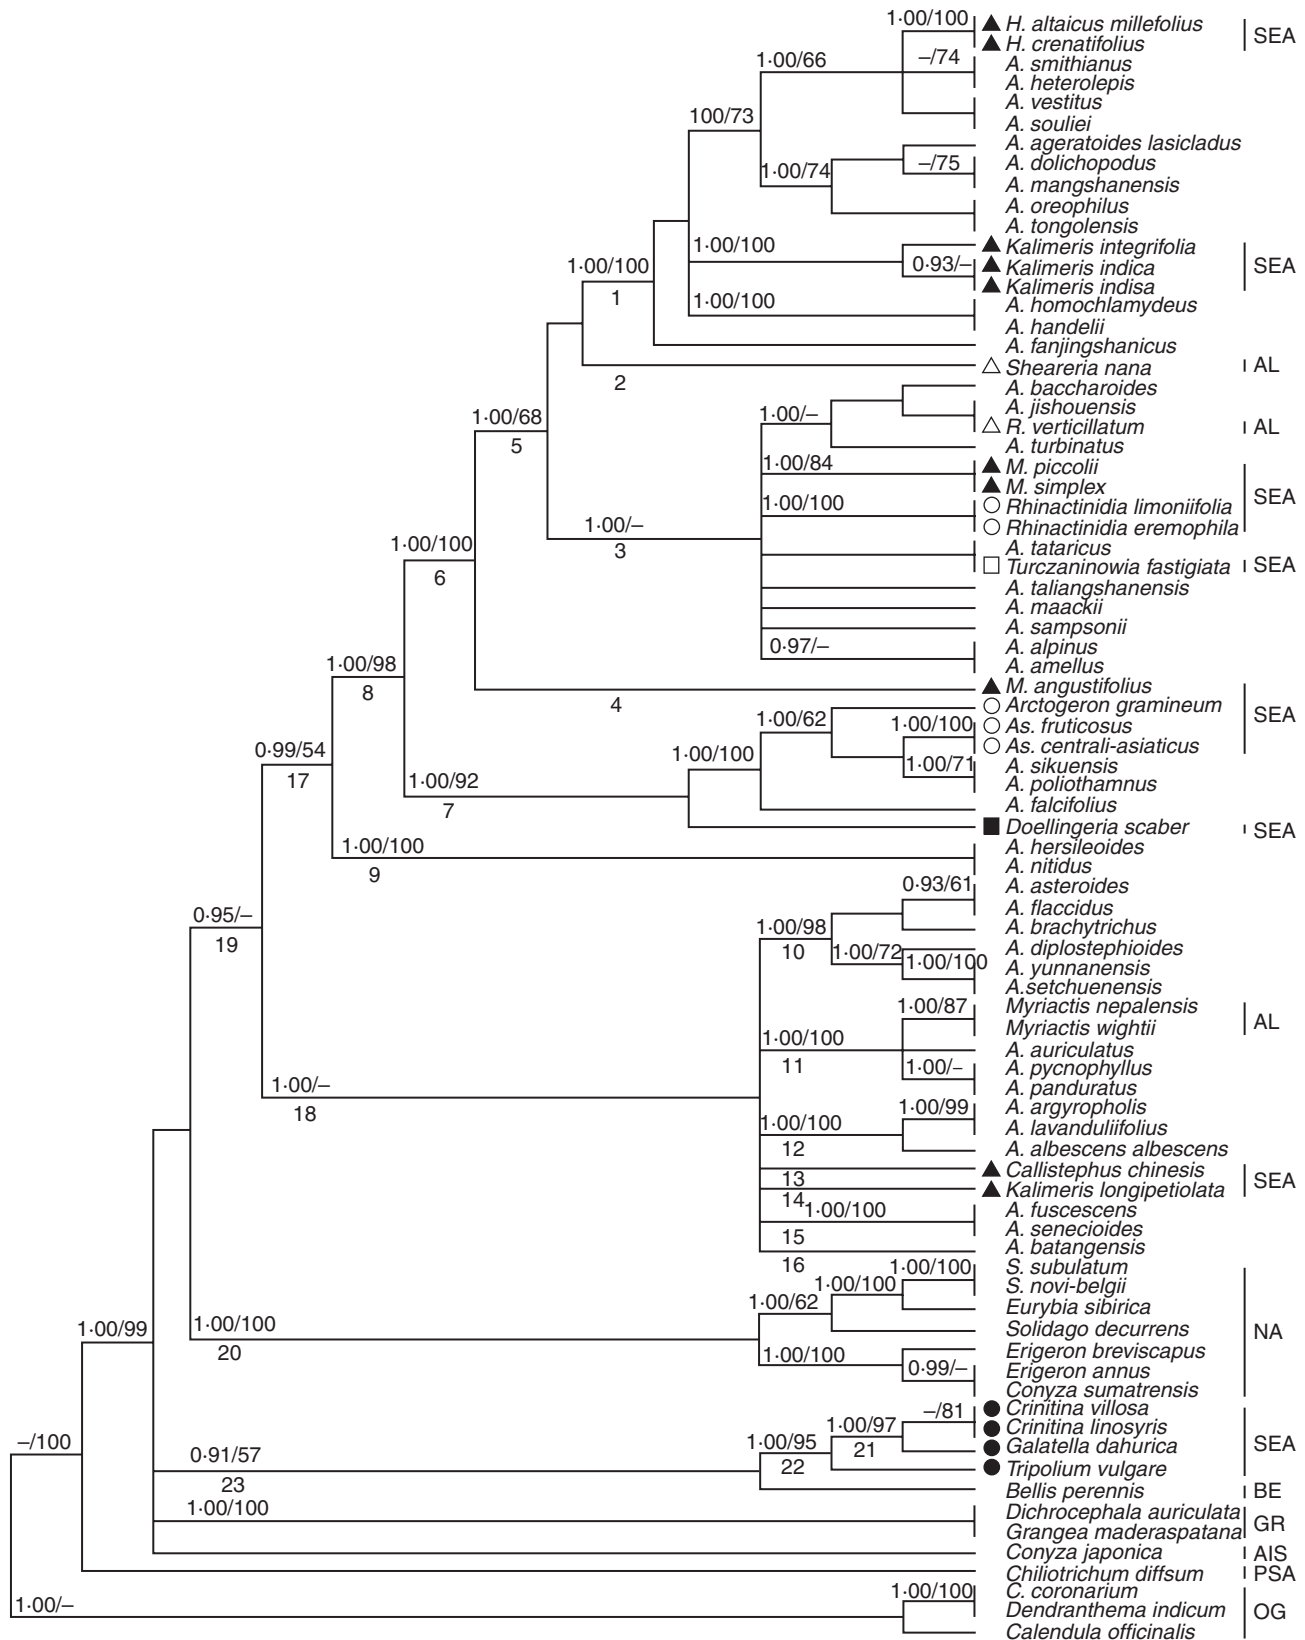 1·00/100
H. altaicus millefolius
SEA
H. crenatifolius
–/74
A. smithianus
1·00/66
A. heterolepis
A. vestitus
100/73
A. souliei
A. ageratoides lasicladus
–/75
A. dolichopodus
1·00/74
A. mangshanensis
A. oreophilus
A. tongolensis
1·00/100
Kalimeris integrifolia
1·00/100
0·93/–
Kalimeris indica
SEA
Kalimeris indisa
1
1·00/100
A. homochlamydeus
A. handelii
A. fanjingshanicus
Sheareria nana
AL
2
A. baccharoides
1·00/68
1·00/–
A. jishouensis
R. verticillatum
AL
5
A. turbinatus
1·00/84
M. piccolii
M. simplex
SEA
1·00/100
Rhinactinidia limoniifolia
1·00/–
Rhinactinidia eremophila
1·00/100
3
A. tataricus
Turczaninowia fastigiata
SEA
6
A. taliangshanensis
A. maackii
A. sampsonii
0·97/–
A. alpinus
1·00/98
A. amellus
8
M. angustifolius
4
Arctogeron gramineum
SEA
1·00/62
1·00/100
As. fruticosus
0·99/54
1·00/100
As. centrali-asiaticus
17
1·00/92
1·00/71
A. sikuensis
A. poliothamnus
7
A. falcifolius
Doellingeria scaber
SEA
1·00/100
A. hersileoides
9
A. nitidus
0·93/61
A. asteroides
0·95/–
A. flaccidus
19
1·00/98
A. brachytrichus
10
1·00/72
A. diplostephioides
1·00/100
A. yunnanensis
A.setchuenensis
1·00/87
Myriactis nepalensis
AL
Myriactis wightii
1·00/100
A. auriculatus
11
1·00/–
A. pycnophyllus
1·00/–
A. panduratus
18
1·00/99
A. argyropholis
1·00/100
A. lavanduliifolius
12
A. albescens albescens
13
Callistephus chinesis
SEA
14
Kalimeris longipetiolata
1·00/100
A. fuscescens
15
A. senecioides
A. batangensis
16
1·00/100
S. subulatum
1·00/100
S. novi-belgii
1·00/62
Eurybia sibirica
1·00/99
1·00/100
Solidago decurrens
NA
20
1·00/100
Erigeron breviscapus
0·99/–
Erigeron annus
Conyza sumatrensis
–/81
Crinitina villosa
–/100
1·00/97
Crinitina linosyris
SEA
1·00/95
21
Galatella dahurica
0·91/57
22
Tripolium vulgare
23
Bellis perennis
BE
1·00/100
Dichrocephala auriculata
GR
Grangea maderaspatana
Conyza japonica
AIS
Chiliotrichum diffsum
PSA
1·00/–
1·00/100
C. coronarium
Dendranthema indicum
OG
Calendula officinalis